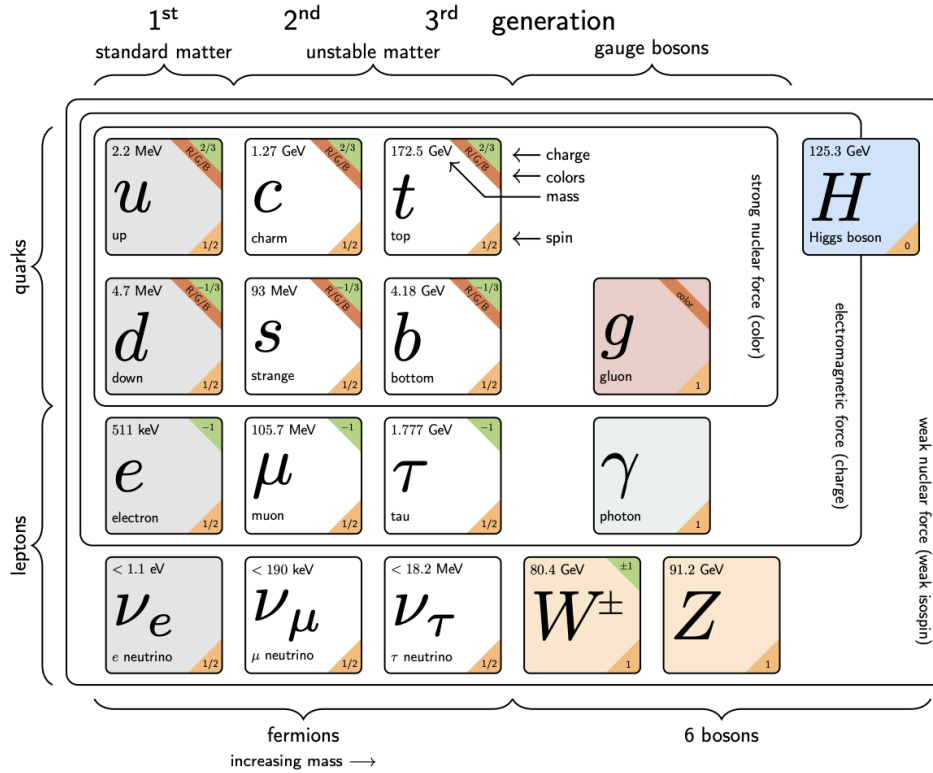 1st 2nd 3rd generation
standard matter unstable matter gauge bosons
quarks
leptons
2.2 MeV 2/3 R/G/B
u
up 1/2
1.27 GeV 2/3 R/G/B
c
charm 1/2
172.5 GeV 2/3 R/G/B
t
top 1/2
charge
colors
mass
spin
125.3 GeV
H
Higgs boson 0
4.7 MeV −1/3 R/G/B
d
down 1/2
93 MeV −1/3 R/G/B
s
strange 1/2
4.18 GeV −1/3 R/G/B
b
bottom 1/2
color
g
gluon 1
strong nuclear force (color)
511 keV −1
e
electron 1/2
105.7 MeV −1
μ
muon 1/2
1.777 GeV −1
τ
tau 1/2
γ
photon 1
electromagnetic force (charge)
< 1.1 eV
νe
e neutrino 1/2
< 190 keV
νμ
μ neutrino 1/2
< 18.2 MeV
ντ
τ neutrino 1/2
80.4 GeV ±1
W±
1
91.2 GeV
Z
1
weak nuclear force (weak isospin)
fermions 6 bosons
increasing mass ⟶